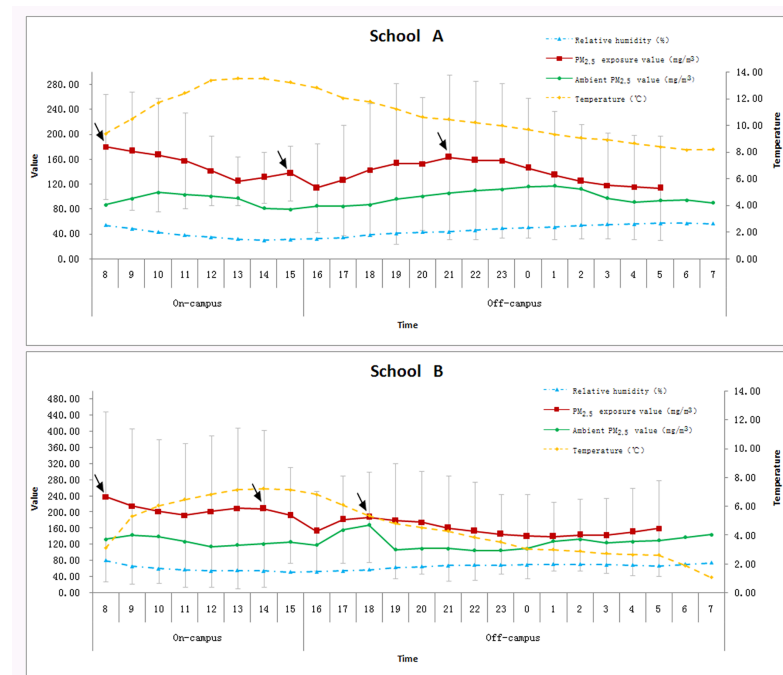 School A
Relative humidity (%)
PM2.5 exposure value (mg/m³)
Ambient PM2.5 value (mg/m³)
Temperature (℃)
280.00
240.00
200.00
160.00
120.00
80.00
40.00
0.00
Value
14.00
12.00
10.00
8.00
6.00
4.00
2.00
0.00
Temperature
8 9 10 11 12 13 14 15 16 17 18 19 20 21 22 23 0 1 2 3 4 5 6 7
On-campus Off-campus
Time
School B
Relative humidity (%)
PM2.5 exposure value (mg/m³)
Ambient PM2.5 value (mg/m³)
Temperature (℃)
480.00
440.00
400.00
360.00
320.00
280.00
240.00
200.00
160.00
120.00
80.00
40.00
0.00
Value
14.00
12.00
10.00
8.00
6.00
4.00
2.00
0.00
Temperature
8 9 10 11 12 13 14 15 16 17 18 19 20 21 22 23 0 1 2 3 4 5 6 7
On-campus Off-campus
Time